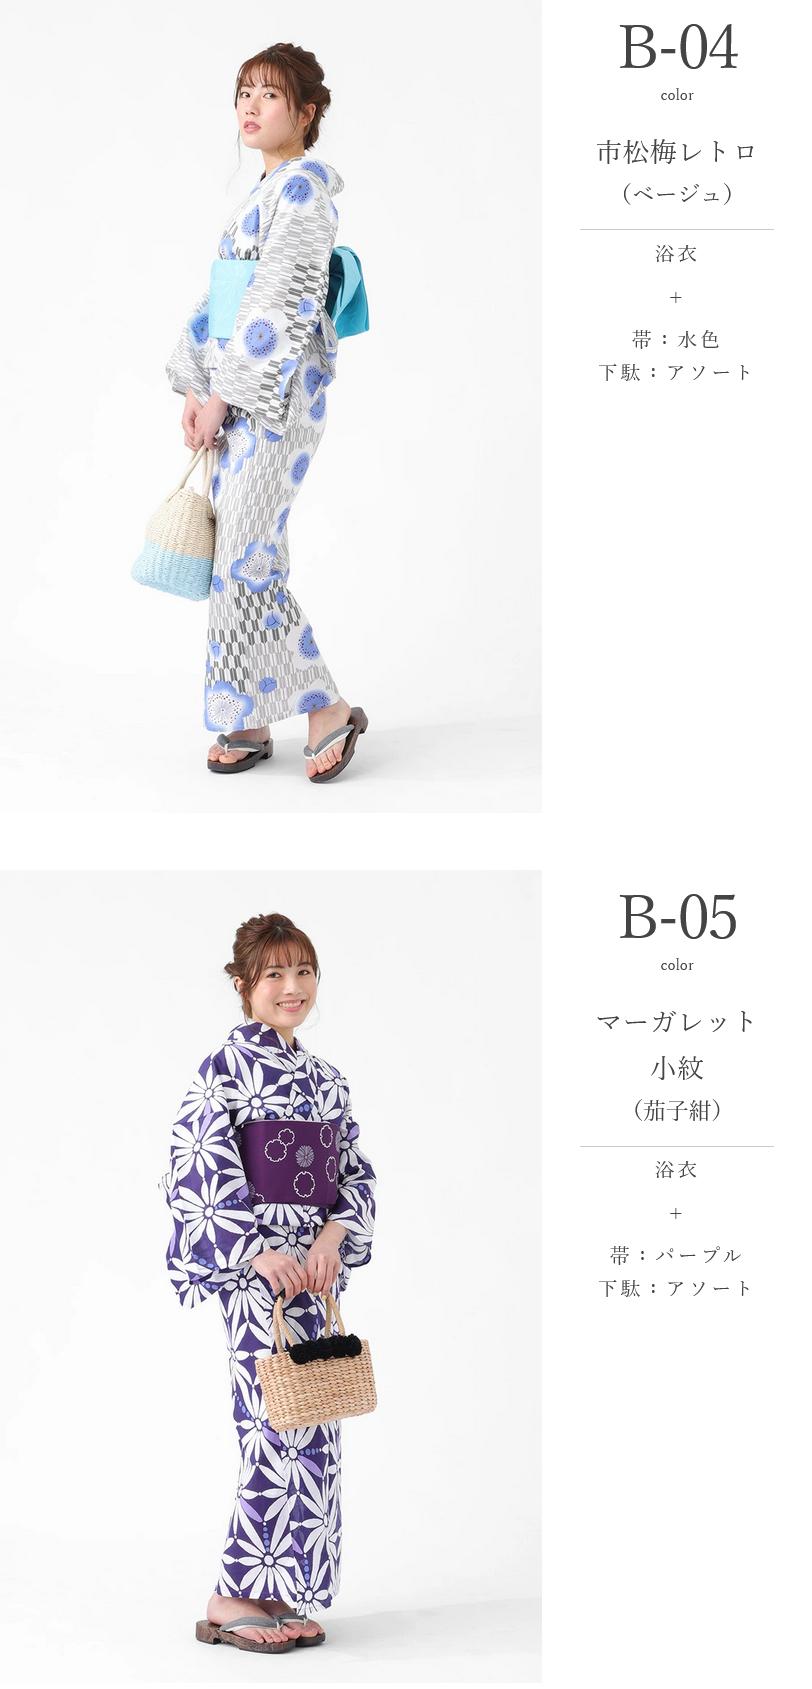 B-04
color
市松梅レトロ
（ベージュ）
浴衣
+
帯：水色
下駄：アソート
B-05
color
マーガレット
小紋
（茄子紺）
浴衣
+
帯：パープル
下駄：アソート